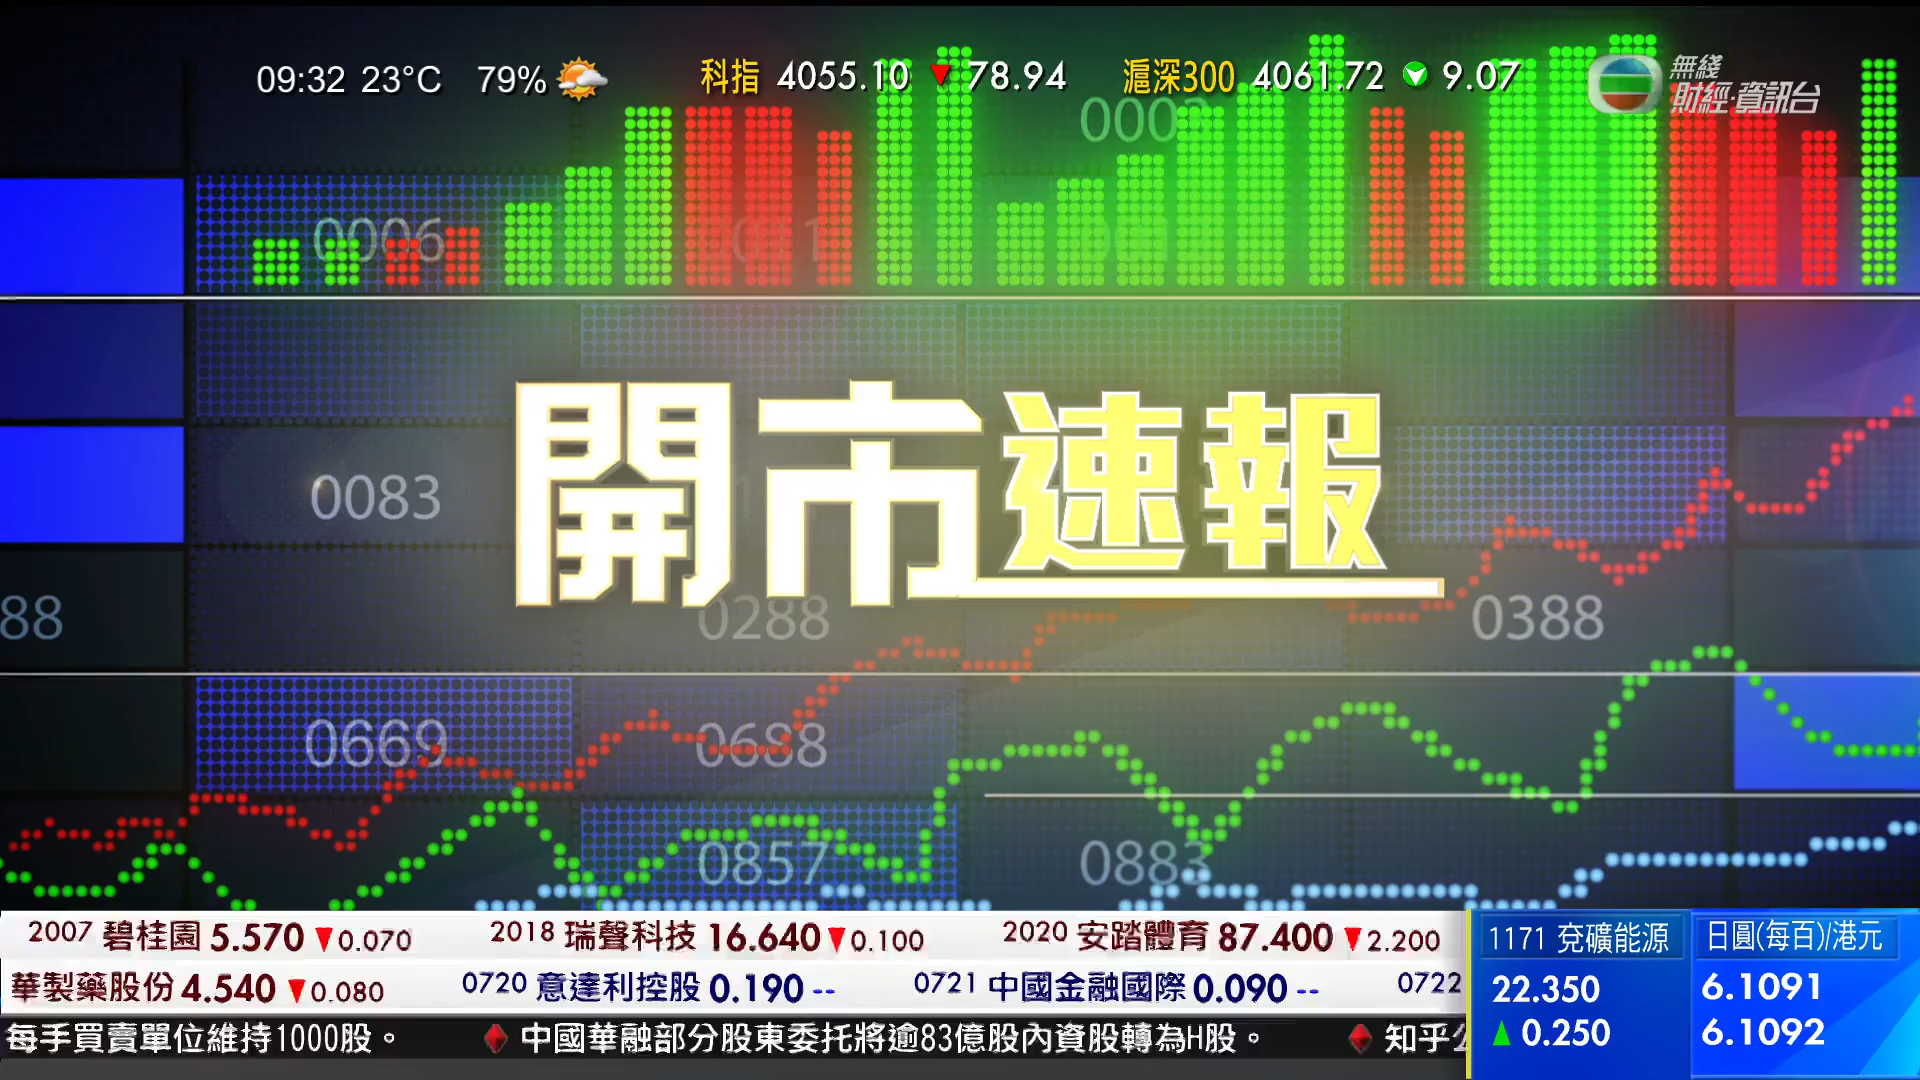 09:32 23°C 79%
科指 4055.10 ▼ 78.94
滬深300 4061.72 9.07
無綫
財經·資訊台
0006
0083
開市速報
88
0288
0388
0669
0688
0857
0883
2007 碧桂園 5.570 ▼0.070 2018 瑞聲科技 16.640 ▼0.100 2020 安踏體育 87.400 ▼2.200
華製藥股份 4.540 ▼0.080 0720 意達利控股 0.190 -- 0721 中國金融國際 0.090 -- 0722
每手買賣單位維持1000股。 中國華融部分股東委托將逾83億股內資股轉為H股。 知乎
1171 兗礦能源
22.350
▲ 0.250
日圓(每百)/港元
6.1091
6.1092